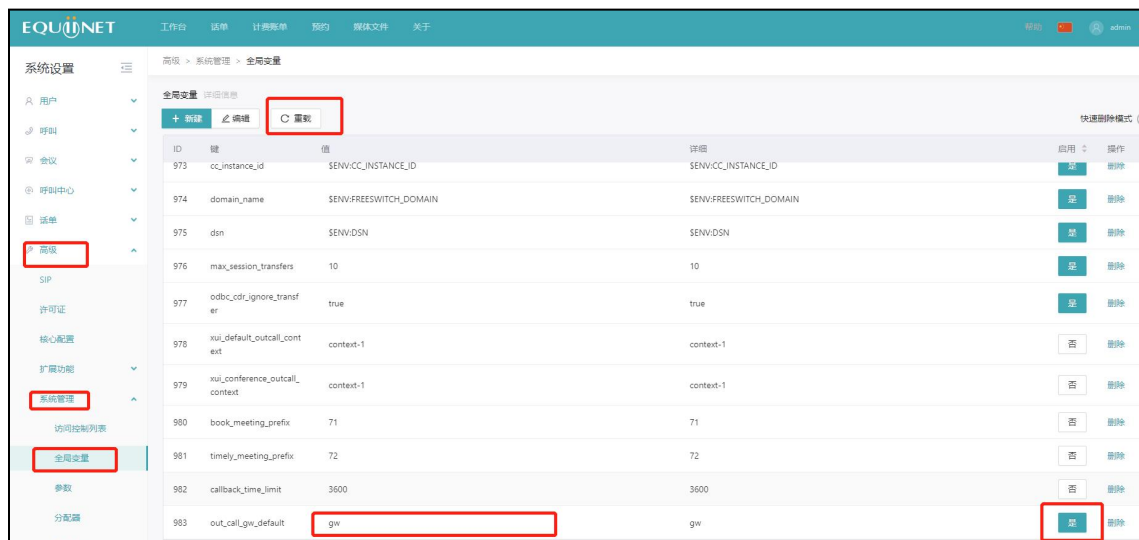 EQUiiNET 工作台 话单 计费账单 预约 媒体文件 关于 帮助 admin
系统设置
高级 > 系统管理 > 全局变量
用户
呼叫
会议
呼叫中心
话单
高级
SIP
许可证
核心配置
扩展功能
系统管理
访问控制列表
全局变量
参数
分配器
全局变量 详细信息
+ 新建 编辑 重载 快速删除模式
ID 键 值 详细 启用 操作
973 cc_instance_id $ENV:CC_INSTANCE_ID $ENV:CC_INSTANCE_ID 是 删除
974 domain_name $ENV:FREESWITCH_DOMAIN $ENV:FREESWITCH_DOMAIN 是 删除
975 dsn $ENV:DSN $ENV:DSN 是 删除
976 max_session_transfers 10 10 是 删除
977 odbc_cdr_ignore_transf
er true true 是 删除
978 xui_default_outcall_cont
ext context-1 context-1 否 删除
979 xui_conference_outcall_
context context-1 context-1 否 删除
980 book_meeting_prefix 71 71 否 删除
981 timely_meeting_prefix 72 72 否 删除
982 callback_time_limit 3600 3600 否 删除
983 out_call_gw_default gw gw 是 删除